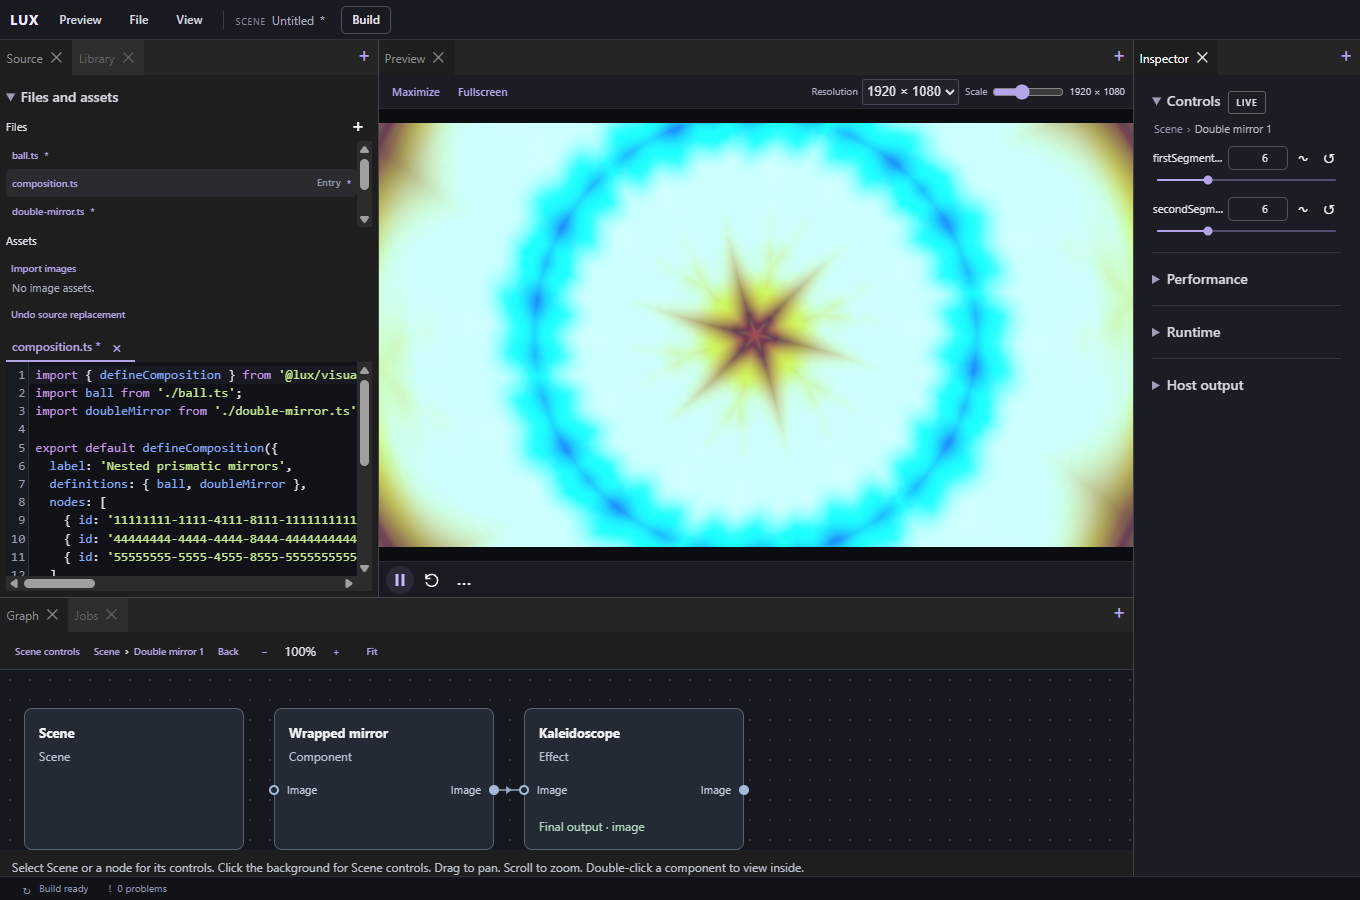 LUX Preview File View SCENE Untitled * Build
Source Library +
Files and assets
Files +
ball.ts *
composition.ts Entry *
double-mirror.ts *
Assets
Import images
No image assets.
Undo source replacement
composition.ts * ×
1 import { defineComposition } from '@lux/visua
2 import ball from './ball.ts';
3 import doubleMirror from './double-mirror.ts'
4
5 export default defineComposition({
6 label: 'Nested prismatic mirrors',
7 definitions: { ball, doubleMirror },
8 nodes: [
9 { id: '11111111-1111-4111-8111-1111111111
10 { id: '44444444-4444-4444-8444-4444444444
11 { id: '55555555-5555-4555-8555-5555555555
12 ]
Preview +
Maximize Fullscreen Resolution 1920 × 1080 Scale 1920 × 1080
...
Inspector +
Controls LIVE
Scene › Double mirror 1
firstSegment... 6
secondSegm... 6
Performance
Runtime
Host output
Graph Jobs +
Scene controls Scene › Double mirror 1 Back − 100% + Fit
Scene
Scene
Wrapped mirror
Component
Image Image
Kaleidoscope
Effect
Image Image
Final output · image
Select Scene or a node for its controls. Click the background for Scene controls. Drag to pan. Scroll to zoom. Double-click a component to view inside.
Build ready ! 0 problems